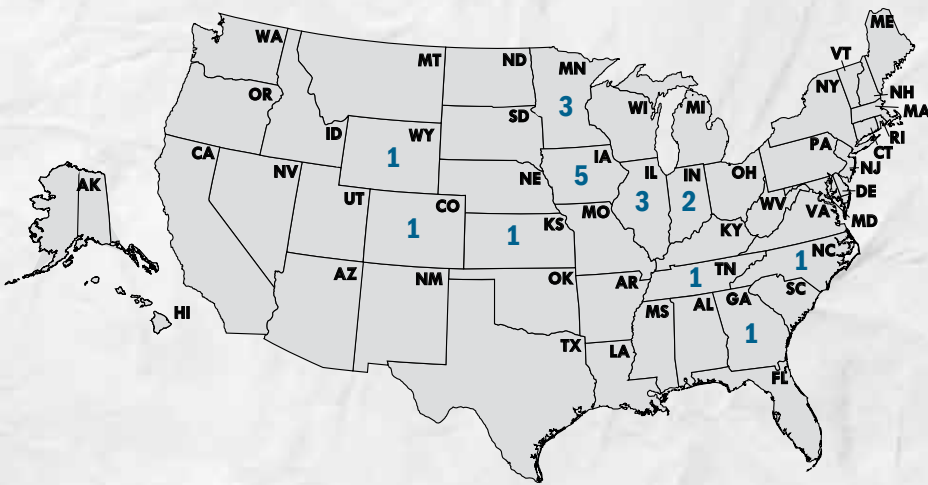 ME
WA
VT
MT
ND
MN
NH
OR
NY
MA
WI
MI
SD
3
ID
WY
RI
PA
CT
CA
1
IA
NJ
NV
NE
5
IL
IN
OH
DE
AK
UT
CO
3
2
WV
MO
VA
MD
1
1
KS
KY
NC
1
TN
1
AZ
NM
OK
AR
SC
MS
AL
GA
HI
1
TX
LA
FL